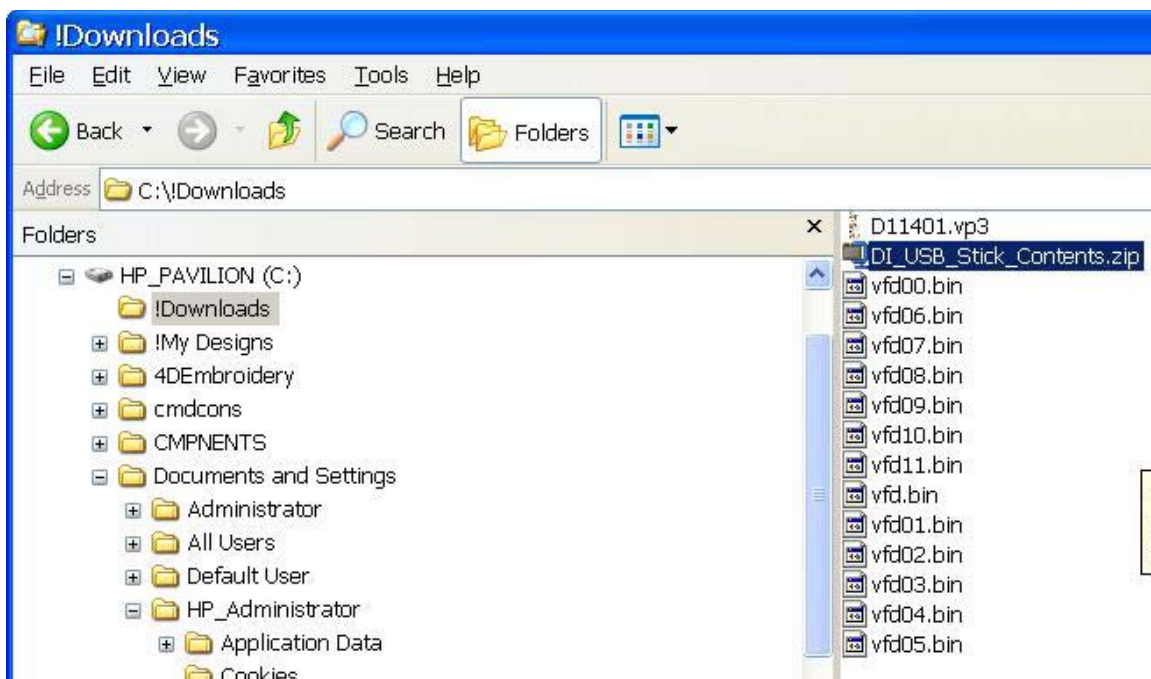 !Downloads
File Edit View Favorites Tools Help
Back Search Folders
Address C:\!Downloads
Folders
HP_PAVILION (C:)
!Downloads
!My Designs
4DEmbroidery
cmdcons
CMPNENTS
Documents and Settings
Administrator
All Users
Default User
HP_Administrator
Application Data
Cookies
D11401.vp3
DI_USB_Stick_Contents.zip
vfd00.bin
vfd06.bin
vfd07.bin
vfd08.bin
vfd09.bin
vfd10.bin
vfd11.bin
vfd.bin
vfd01.bin
vfd02.bin
vfd03.bin
vfd04.bin
vfd05.bin